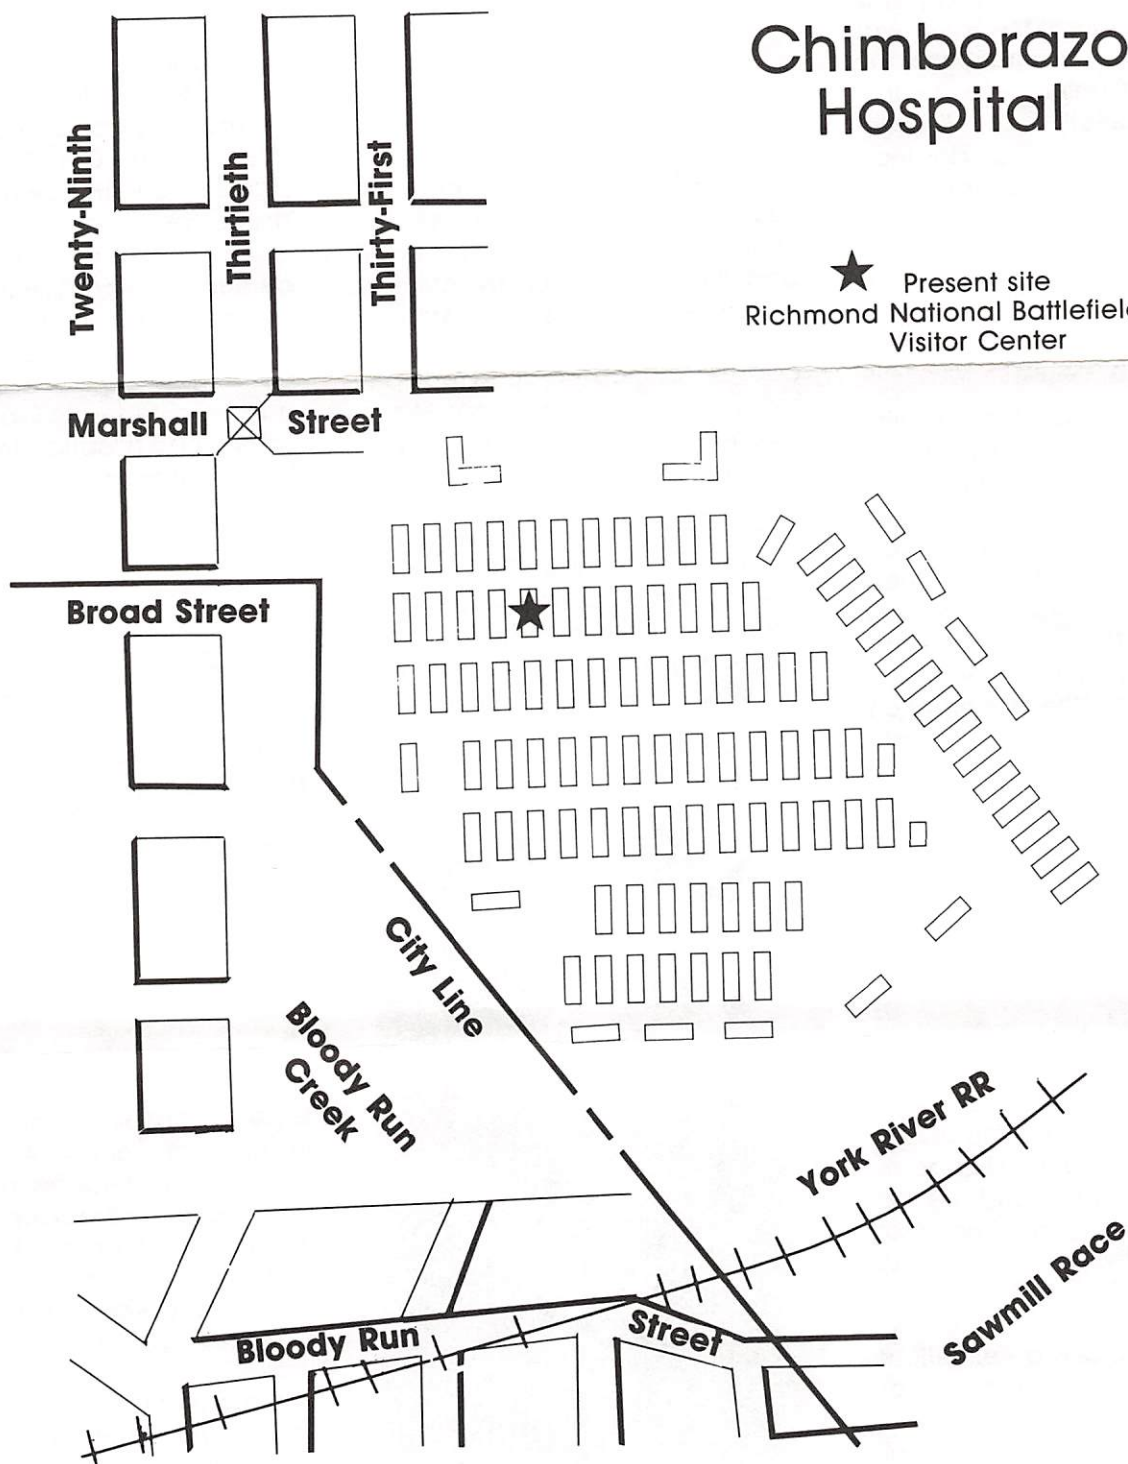 Chimborazo
Hospital
Twenty-Ninth
Thirtieth
Thirty-First
Present site
Richmond National Battlefield
Visitor Center
Marshall Street
Broad Street
City Line
Bloody Run
Creek
York River RR
Sawmill Race
Bloody Run Street